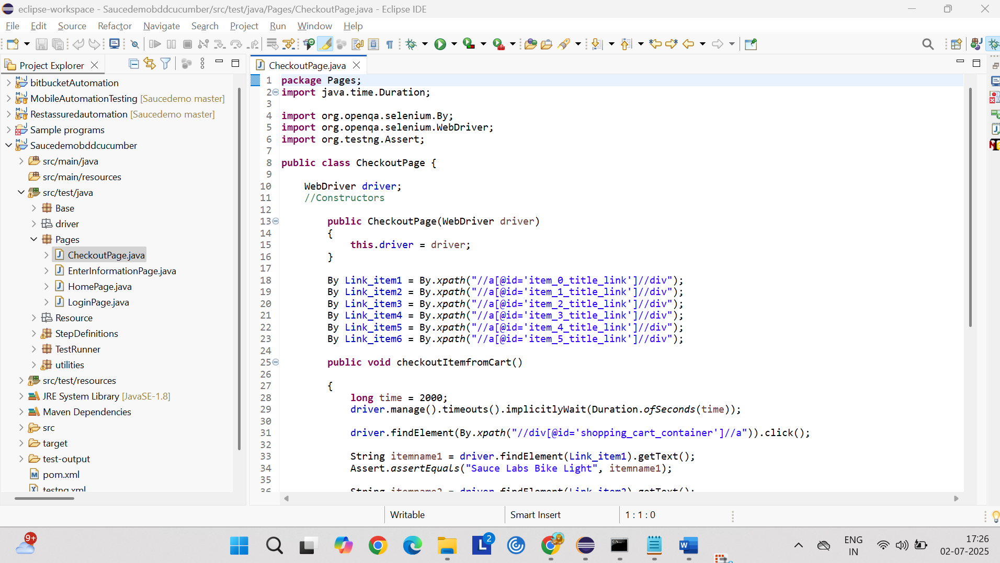 eclipse-workspace - Saucedemobddcucumber/src/test/java/Pages/CheckoutPage.java - Eclipse IDE
File Edit Source Refactor Navigate Search Project Run Window Help
Project Explorer
bitbucketAutomation
MobileAutomationTesting [Saucedemo master]
Restassuredautomation [Saucedemo master]
Sample programs
Saucedemobddcucumber
src/main/java
src/main/resources
src/test/java
Base
driver
Pages
CheckoutPage.java
EnterInformationPage.java
HomePage.java
LoginPage.java
Resource
StepDefinitions
TestRunner
utilities
src/test/resources
JRE System Library [JavaSE-1.8]
Maven Dependencies
src
target
test-output
pom.xml
testng.xml
CheckoutPage.java
1 package Pages;
2 import java.time.Duration;
3
4 import org.openqa.selenium.By;
5 import org.openqa.selenium.WebDriver;
6 import org.testng.Assert;
7
8 public class CheckoutPage {
9
10 WebDriver driver;
11 //Constructors
12
13 public CheckoutPage(WebDriver driver)
14 {
15 this.driver = driver;
16 }
17
18 By Link_item1 = By.xpath("//a[@id='item_0_title_link']//div");
19 By Link_item2 = By.xpath("//a[@id='item_1_title_link']//div");
20 By Link_item3 = By.xpath("//a[@id='item_2_title_link']//div");
21 By Link_item4 = By.xpath("//a[@id='item_3_title_link']//div");
22 By Link_item5 = By.xpath("//a[@id='item_4_title_link']//div");
23 By Link_item6 = By.xpath("//a[@id='item_5_title_link']//div");
24
25 public void checkoutItemfromCart()
26
27 {
28 long time = 2000;
29 driver.manage().timeouts().implicitlyWait(Duration.ofSeconds(time));
30
31 driver.findElement(By.xpath("//div[@id='shopping_cart_container']//a")).click();
32
33 String itemname1 = driver.findElement(Link_item1).getText();
34 Assert.assertEquals("Sauce Labs Bike Light", itemname1);
35
36 String itemname2 = driver.findElement(Link_item2).getText();
Writable Smart Insert 1 : 1 : 0
9+
2
ENG
IN
17:26
02-07-2025